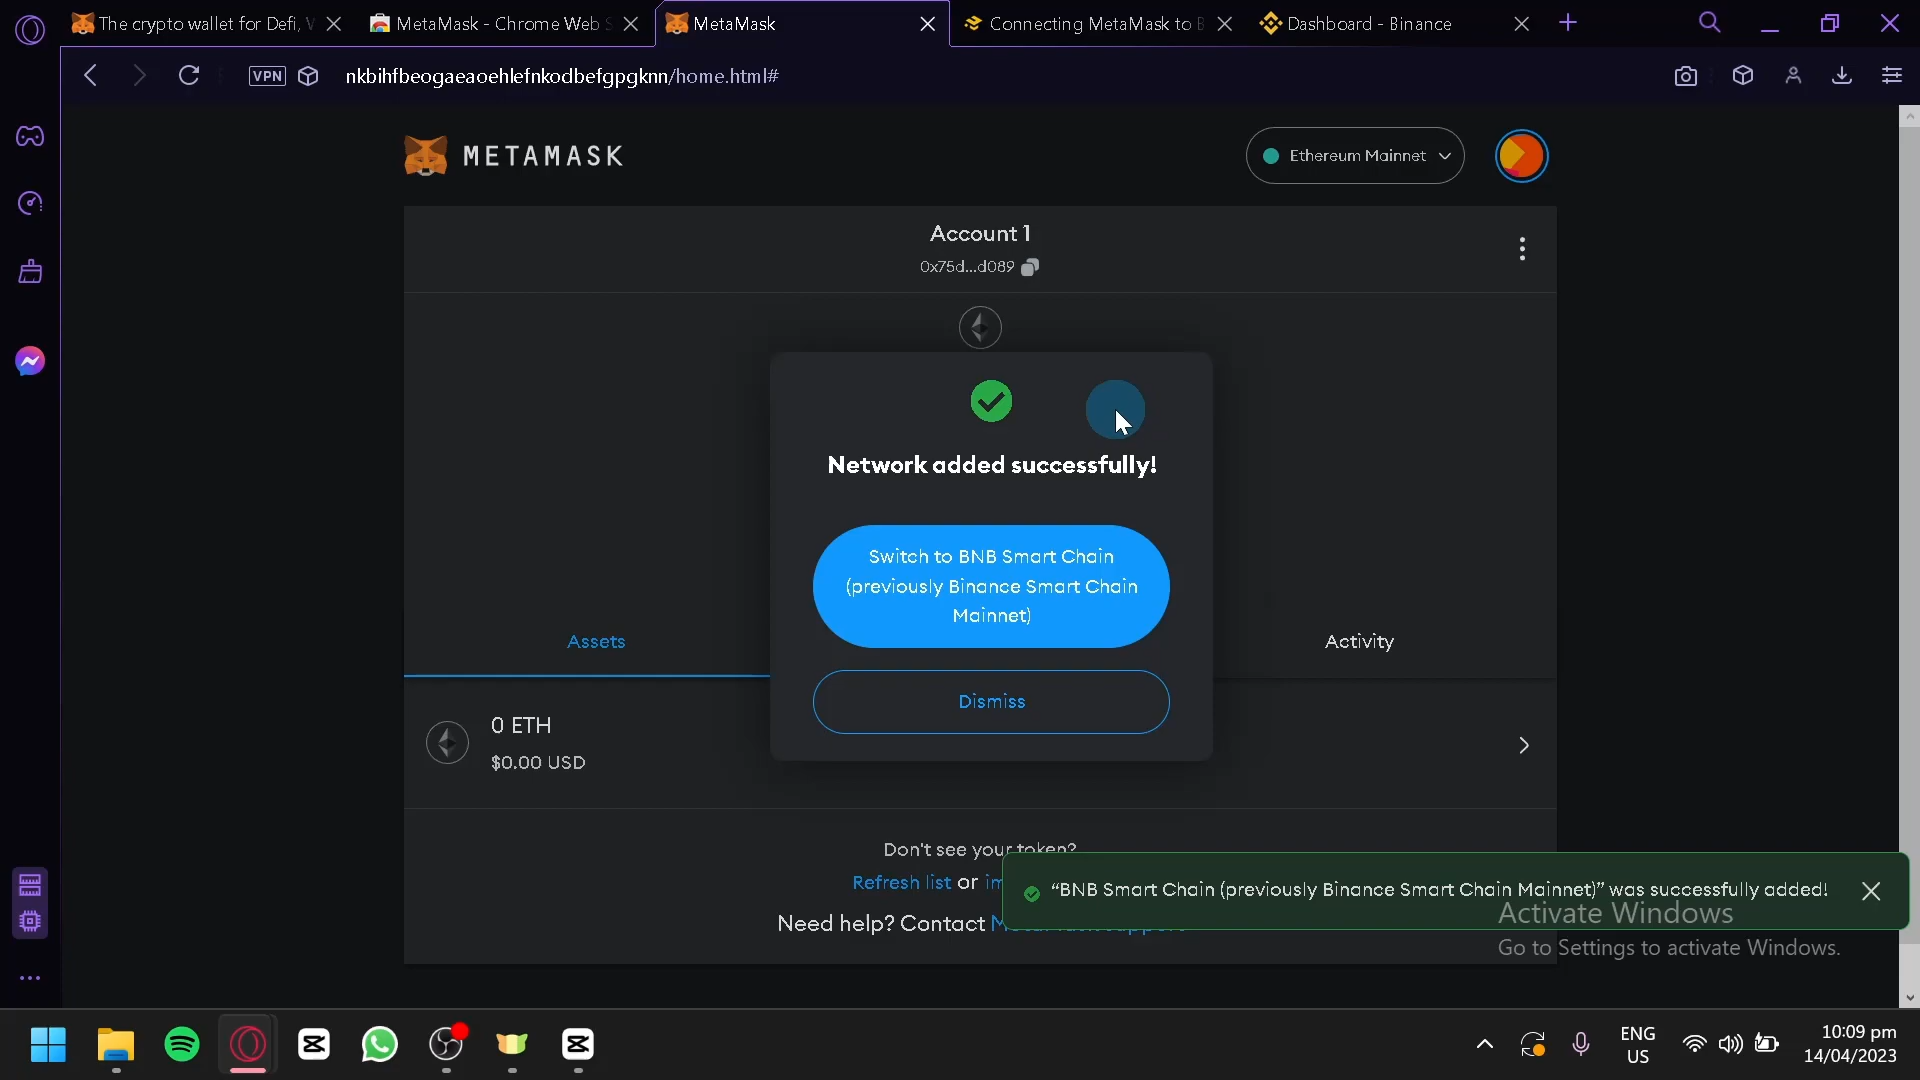 The crypto wallet for Defi,
MetaMask - Chrome Web S
MetaMask
Connecting MetaMask to B
Dashboard - Binance
VPN
nkbihfbeogaeaoehlefnkodbefgpgknn/home.html#
METAMASK
Ethereum Mainnet
Account 1
0x75d...d089
Network added successfully!
Switch to BNB Smart Chain
(previously Binance Smart Chain
Mainnet)
Assets
Activity
Dismiss
0 ETH
$0.00 USD
Don't see your token?
Refresh list or
“BNB Smart Chain (previously Binance Smart Chain Mainnet)” was successfully added!
Need help? Contact
Activate Windows
Go to Settings to activate Windows.
ENG
US
10:09 pm
14/04/2023